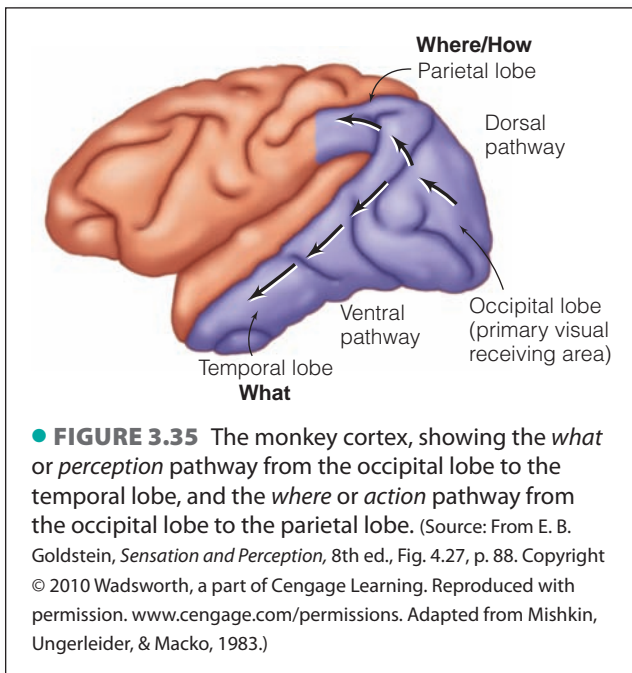 Where/How
Parietal lobe
Dorsal
pathway
Occipital lobe
(primary visual
receiving area)
Ventral
pathway
Temporal lobe
What
● FIGURE 3.35 The monkey cortex, showing the what
or perception pathway from the occipital lobe to the
temporal lobe, and the where or action pathway from
the occipital lobe to the parietal lobe. (Source: From E. B.
Goldstein, Sensation and Perception, 8th ed., Fig. 4.27, p. 88. Copyright
© 2010 Wadsworth, a part of Cengage Learning. Reproduced with
permission. www.cengage.com/permissions. Adapted from Mishkin,
Ungerleider, & Macko, 1983.)